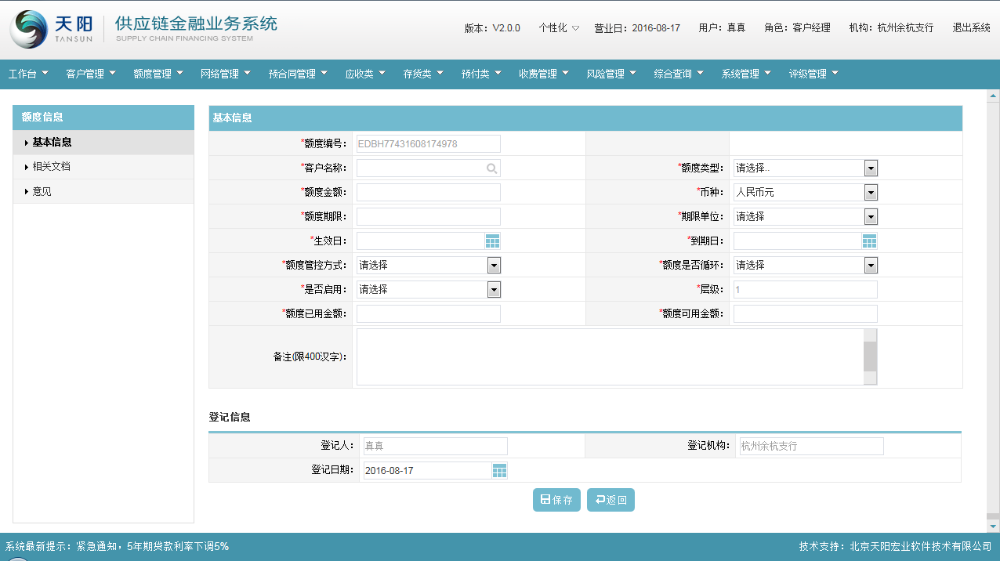 天阳 TANSUN 供应链金融业务系统 SUPPLY CHAIN FINANCING SYSTEM
版本：V2.0.0 个性化 营业日：2016-08-17 用户：真真 角色：客户经理 机构：杭州余杭支行 退出系统
工作台 客户管理 额度管理 网络管理 预合同管理 应收类 存货类 预付类 收费管理 风险管理 综合查询 系统管理 评级管理
额度信息
基本信息
相关文档
意见
基本信息
*额度编号： EDBH77431608174978
*客户名称： *额度类型： 请选择..
*额度金额： *币种： 人民币元
*额度期限： *期限单位： 请选择
*生效日： *到期日：
*额度管控方式： 请选择 *额度是否循环： 请选择
*是否启用： 请选择 *层级： 1
*额度已用金额： *额度可用金额：
备注(限400汉字)：
登记信息
登记人： 真真 登记机构： 杭州余杭支行
登记日期： 2016-08-17
保存 返回
系统最新提示：紧急通知，5年期贷款利率下调5% 技术支持：北京天阳宏业软件技术有限公司